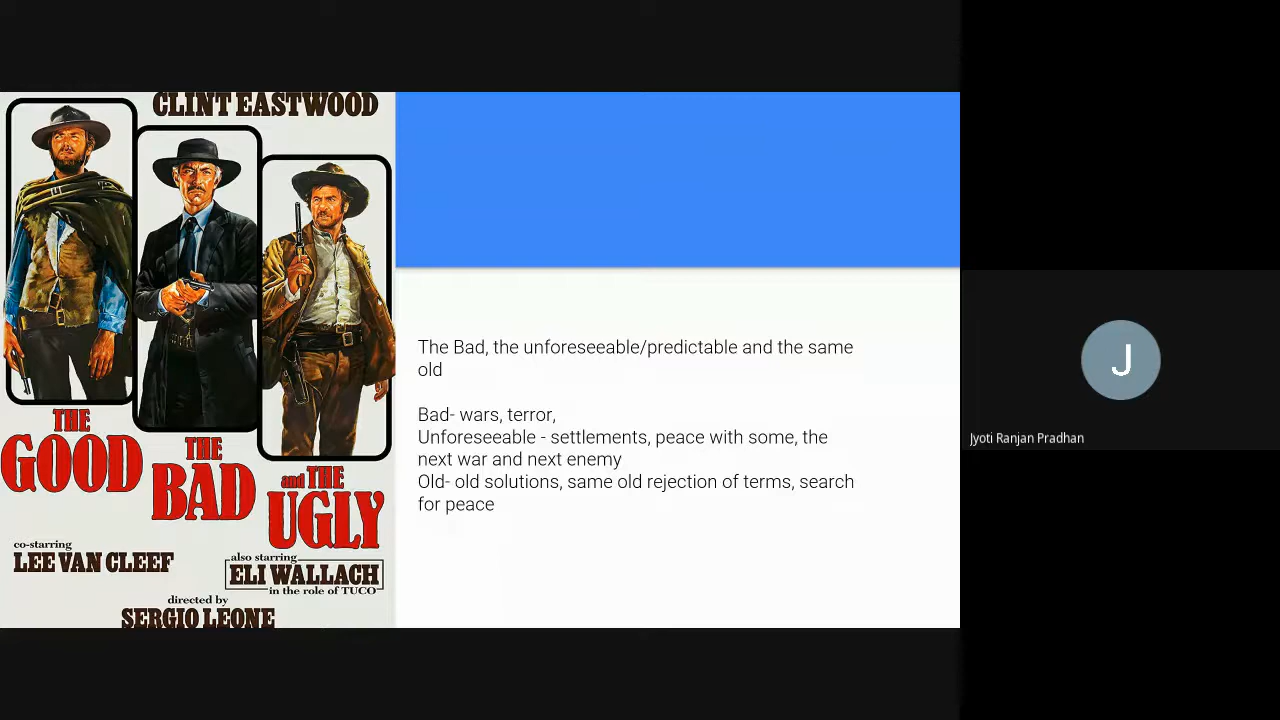 CLINT EASTWOOD
THE
GOOD
THE
BAD
and THE
UGLY
co-starring
LEE VAN CLEEF
also starring
ELI WALLACH
in the role of TUCO
directed by
SERGIO LEONE
The Bad, the unforeseeable/predictable and the same
old
Bad- wars, terror,
Unforeseeable - settlements, peace with some, the
next war and next enemy
Old- old solutions, same old rejection of terms, search
for peace
J
Jyoti Ranjan Pradhan